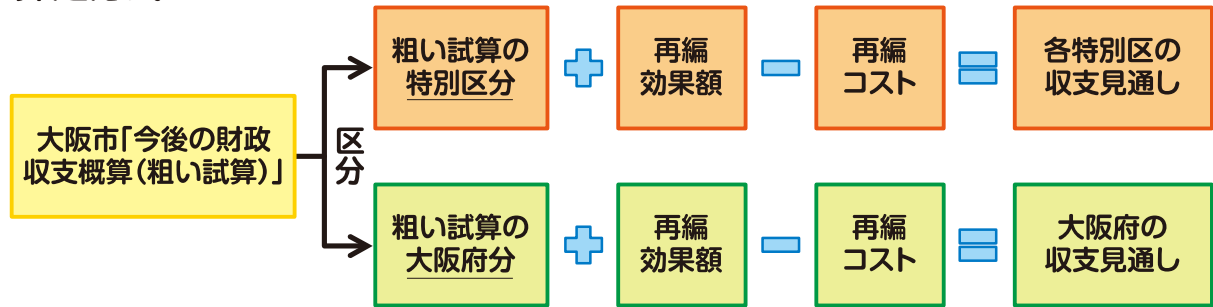 粗い試算の
特別区分
再編
効果額
再編
コスト
各特別区の
収支見通し
大阪市「今後の財政
収支概算(粗い試算)」
区分
粗い試算の
大阪府分
再編
効果額
再編
コスト
大阪府の
収支見通し